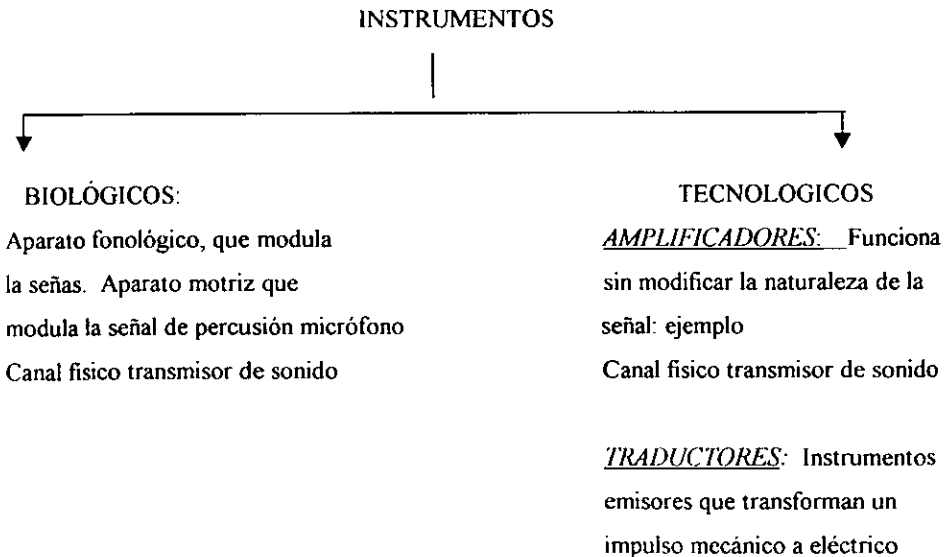 INSTRUMENTOS
BIOLÓGICOS:
Aparato fonológico, que modula
la señas. Aparato motriz que
modula la señal de percusión micrófono
Canal fisico transmisor de sonido
TECNOLOGICOS
AMPLIFICADORES: Funciona
sin modificar la naturaleza de la
señal: ejemplo
Canal fisico transmisor de sonido
TRADUCTORES: Instrumentos
emisores que transforman un
impulso mecánico a eléctrico